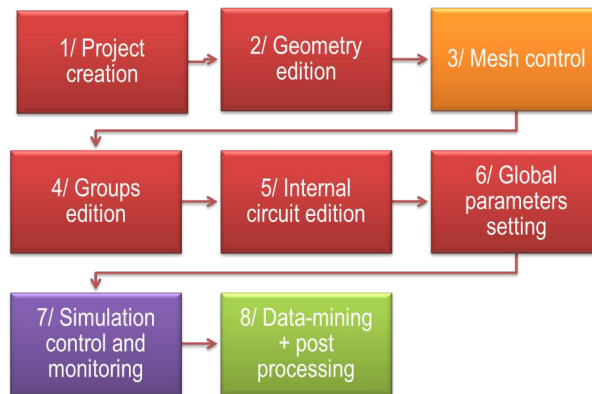 1/ Project
creation
2/ Geometry
edition
3/ Mesh control
4/ Groups
edition
5/ Internal
circuit edition
6/ Global
parameters
setting
7/ Simulation
control and
monitoring
8/ Data-mining
+ post
processing